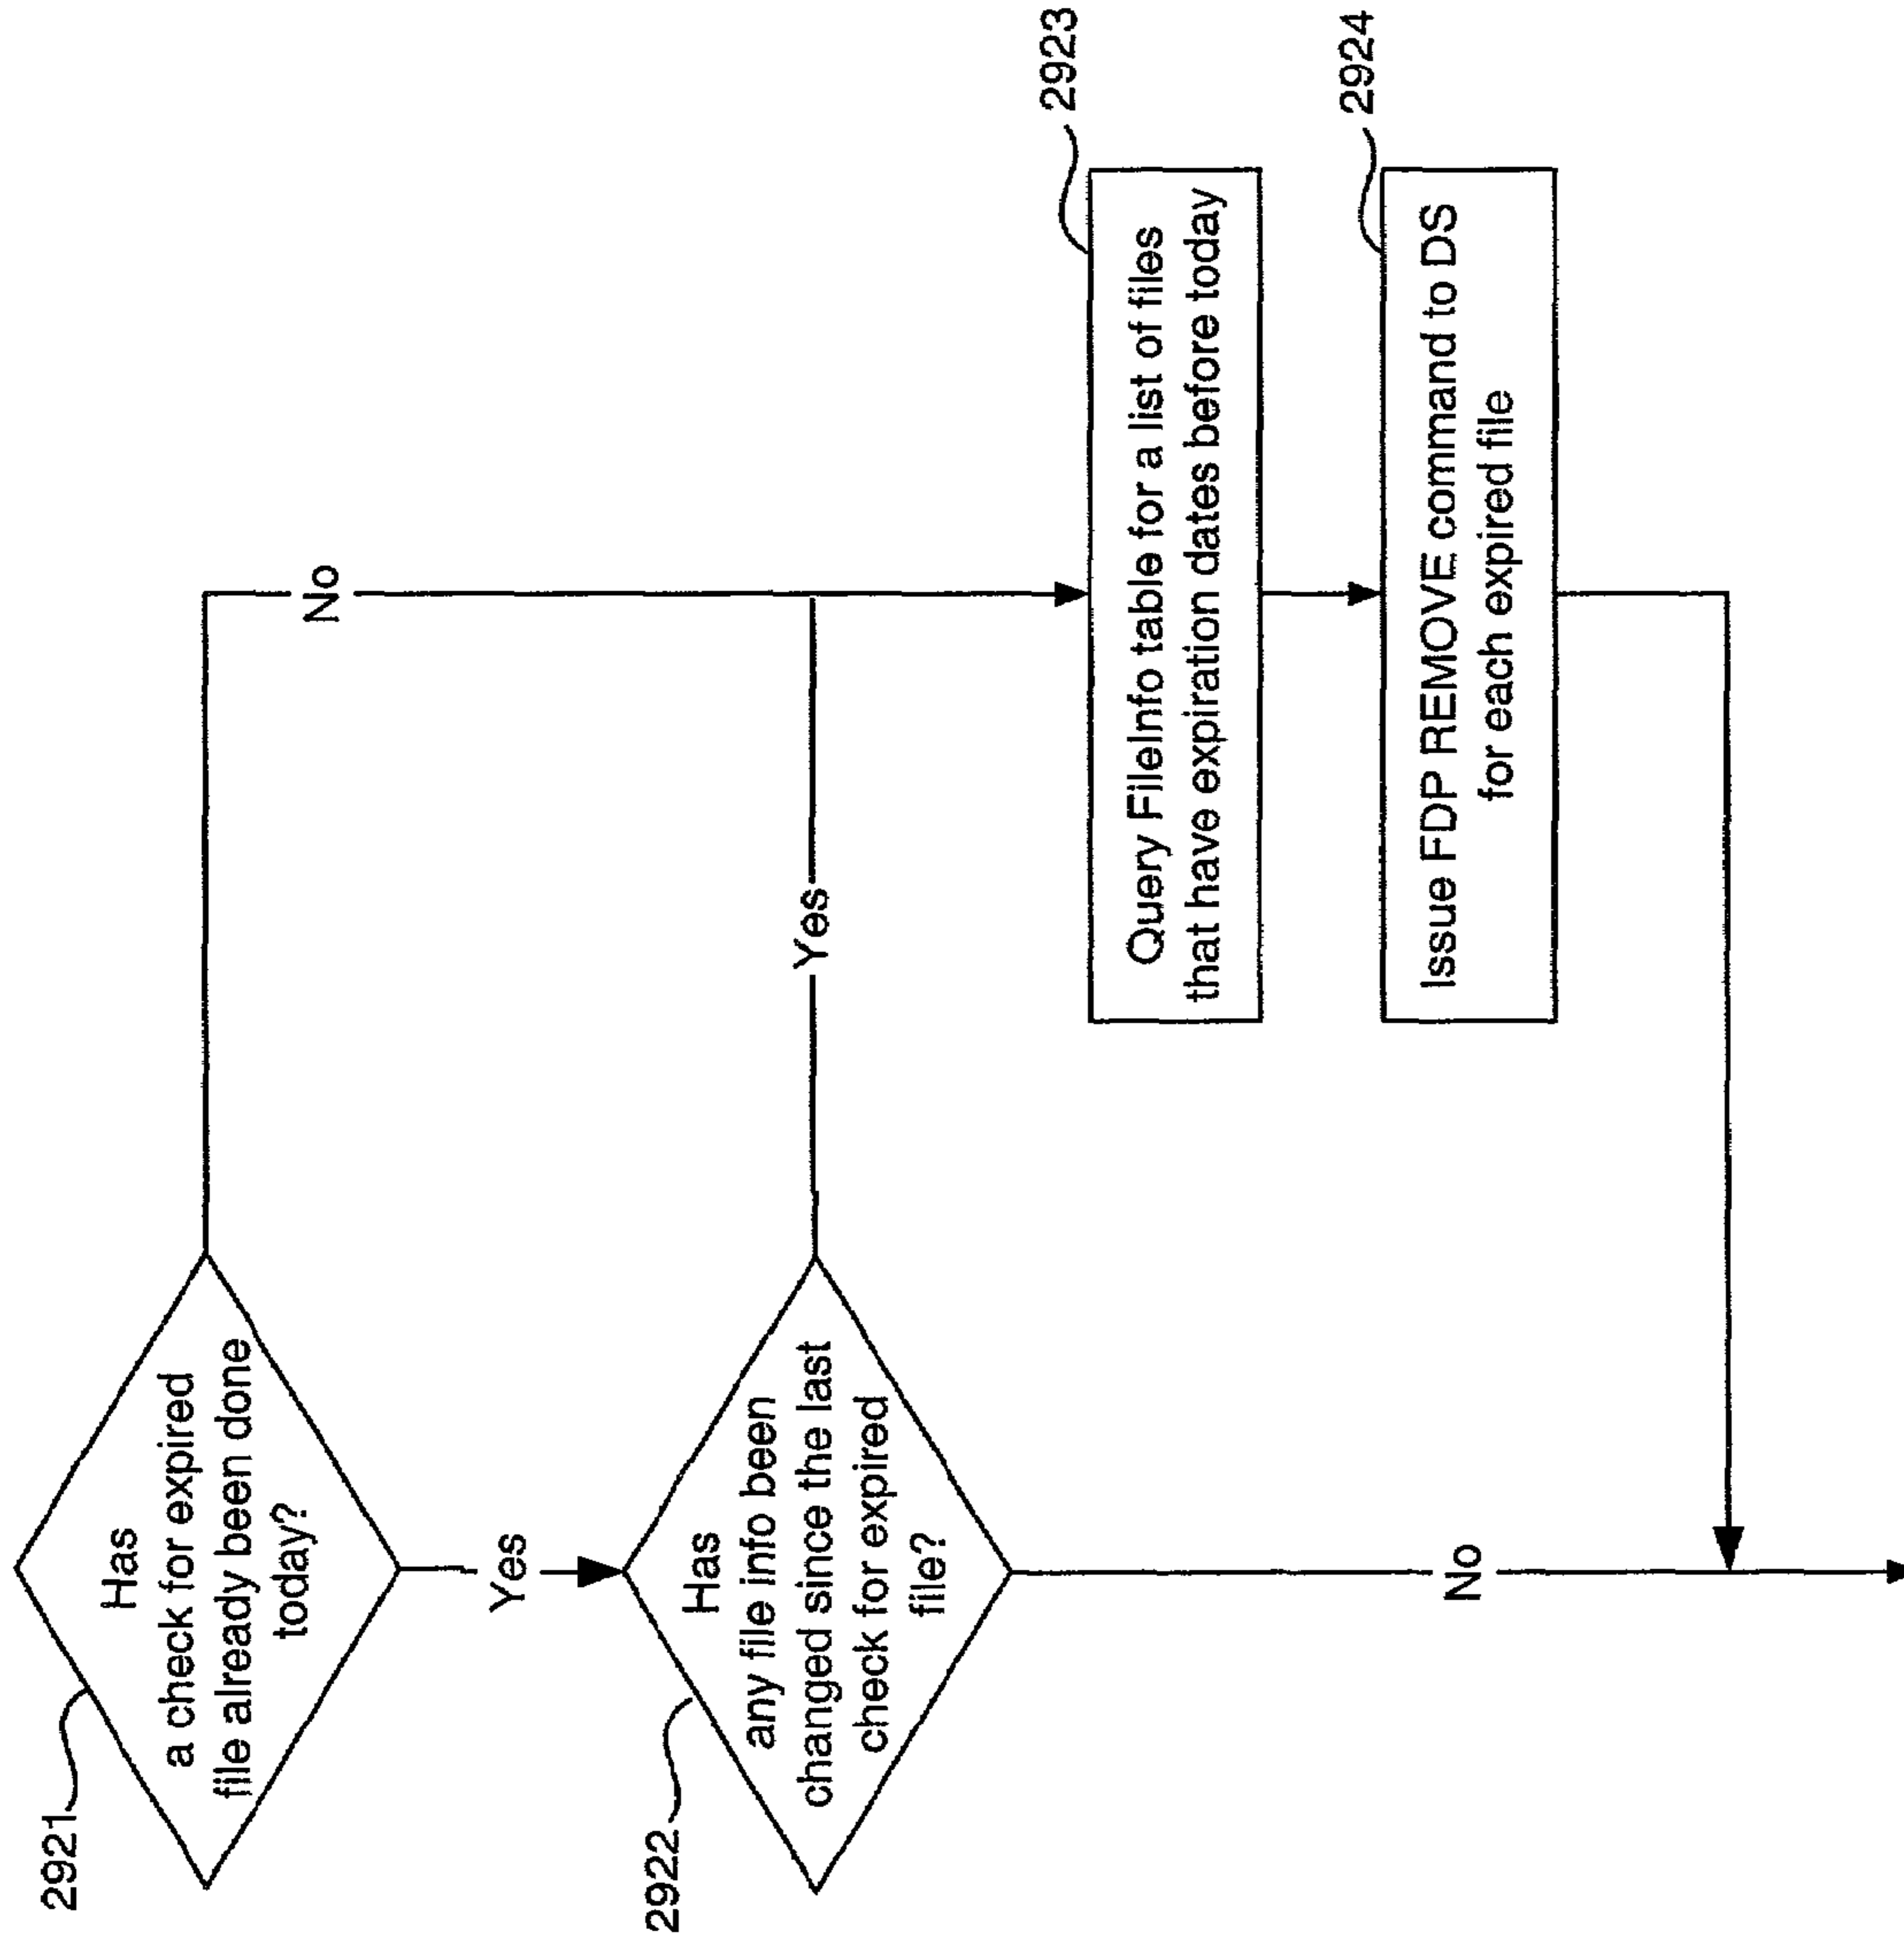 2921
Has
a check for expired
file already been done
today?
No
Yes
2922
Has
any file info been
changed since the last
check for expired
file?
Yes
No
2923
Query FileInfo table for a list of files
that have expiration dates before today
2924
Issue FDP REMOVE command to DS
for each expired file